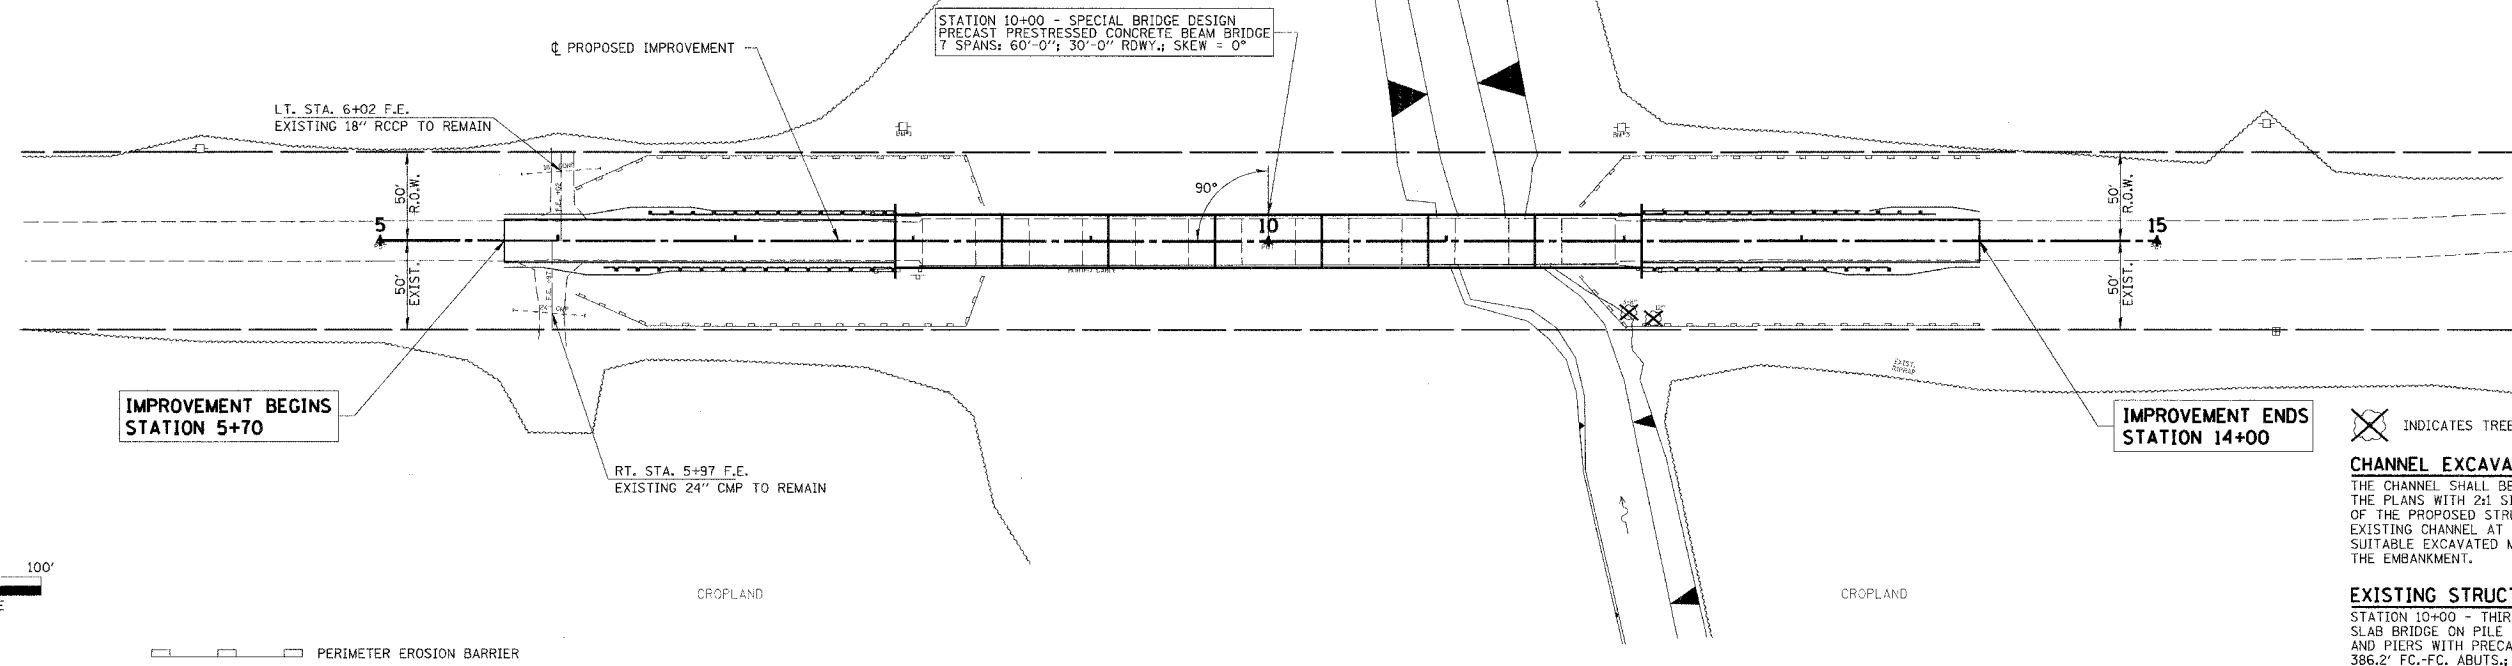 STATION 10+00 - SPECIAL BRIDGE DESIGN
PRECAST PRESTRESSED CONCRETE BEAM BRIDGE
7 SPANS: 60'-0"; 30'-0" RDWY.; SKEW = 0°
℄ PROPOSED IMPROVEMENT
LT. STA. 6+02 F.E.
EXISTING 18" RCCP TO REMAIN
50'
R.O.W.
50'
EXIST.
5
90°
10
15
50'
R.O.W.
50'
EXIST.
EXIST.
RIPRAP
IMPROVEMENT BEGINS
STATION 5+70
RT. STA. 5+97 F.E.
EXISTING 24" CMP TO REMAIN
IMPROVEMENT ENDS
STATION 14+00
INDICATES TREE
CHANNEL EXCAVA
THE CHANNEL SHALL BE
THE PLANS WITH 2:1 S
OF THE PROPOSED STRU
EXISTING CHANNEL AT
SUITABLE EXCAVATED
THE EMBANKMENT.
100'
CROPLAND
CROPLAND
EXISTING STRUCT
STATION 10+00 - THIR
SLAB BRIDGE ON PILE
AND PIERS WITH PRECA
386.2' FC.-FC. ABUTS.;
PERIMETER EROSION BARRIER